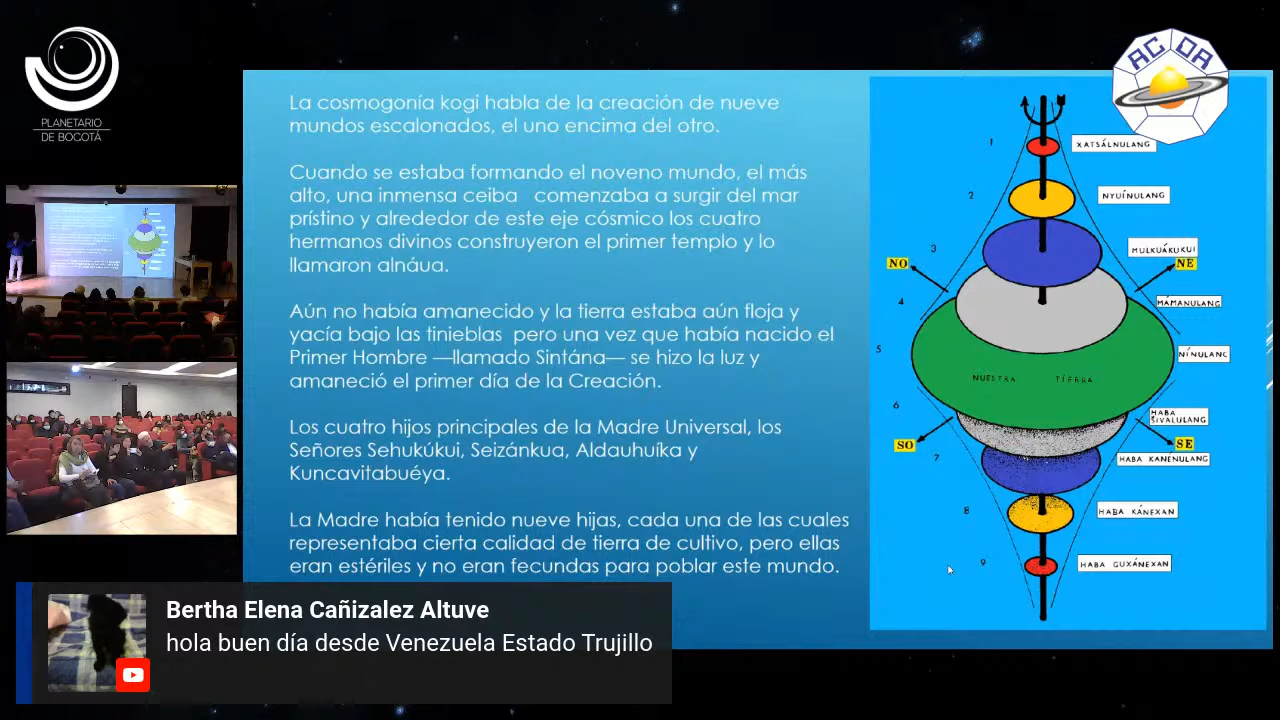 PLANETARIO
DE BOGOTÁ
ACDA
La cosmogonía kogi habla de la creación de nueve
mundos escalonados, el uno encima del otro.
Cuando se estaba formando el noveno mundo, el más
alto, una inmensa ceiba comenzaba a surgir del mar
prístino y alrededor de este eje cósmico los cuatro
hermanos divinos construyeron el primer templo y lo
llamaron alnáua.
Aún no había amanecido y la tierra estaba aún floja y
yacía bajo las tinieblas pero una vez que había nacido el
Primer Hombre —llamado Sintána— se hizo la luz y
amaneció el primer día de la Creación.
Los cuatro hijos principales de la Madre Universal, los
Señores Sehukúkui, Seizánkua, Aldauhuíka y
Kuncavitabuéya.
La Madre había tenido nueve hijas, cada una de las cuales
representaba cierta calidad de tierra de cultivo, pero ellas
eran estériles y no eran fecundas para poblar este mundo.
1 XATSÁLNULANG
2 NYUÍNULANG
3 MULKUÁKUKUI
NO NE
4 MÁMANULANG
5 NÍNULANG
NUESTRA TIERRA
6 HABA
SIVALULANG
SO SE
7 HABA KANÉNULANG
8 HABA KÁNEXAN
9 HABA GUXÁNEXAN
Bertha Elena Cañizalez Altuve
hola buen día desde Venezuela Estado Trujillo